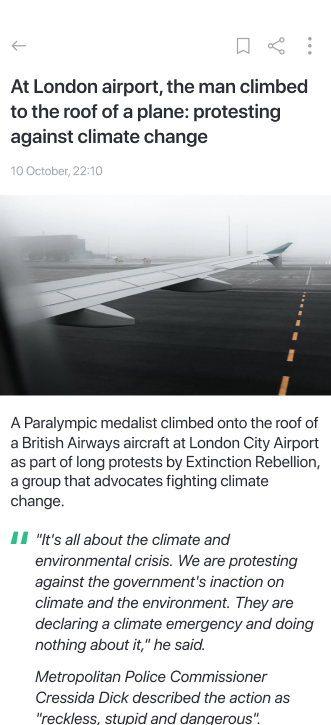 At London airport, the man climbed
to the roof of a plane: protesting
against climate change
10 October, 22:10
A Paralympic medalist climbed onto the roof of
a British Airways aircraft at London City Airport
as part of long protests by Extinction Rebellion,
a group that advocates fighting climate
change.
"It's all about the climate and
environmental crisis. We are protesting
against the government's inaction on
climate and the environment. They are
declaring a climate emergency and doing
nothing about it," he said.
Metropolitan Police Commissioner
Cressida Dick described the action as
"reckless, stupid and dangerous".